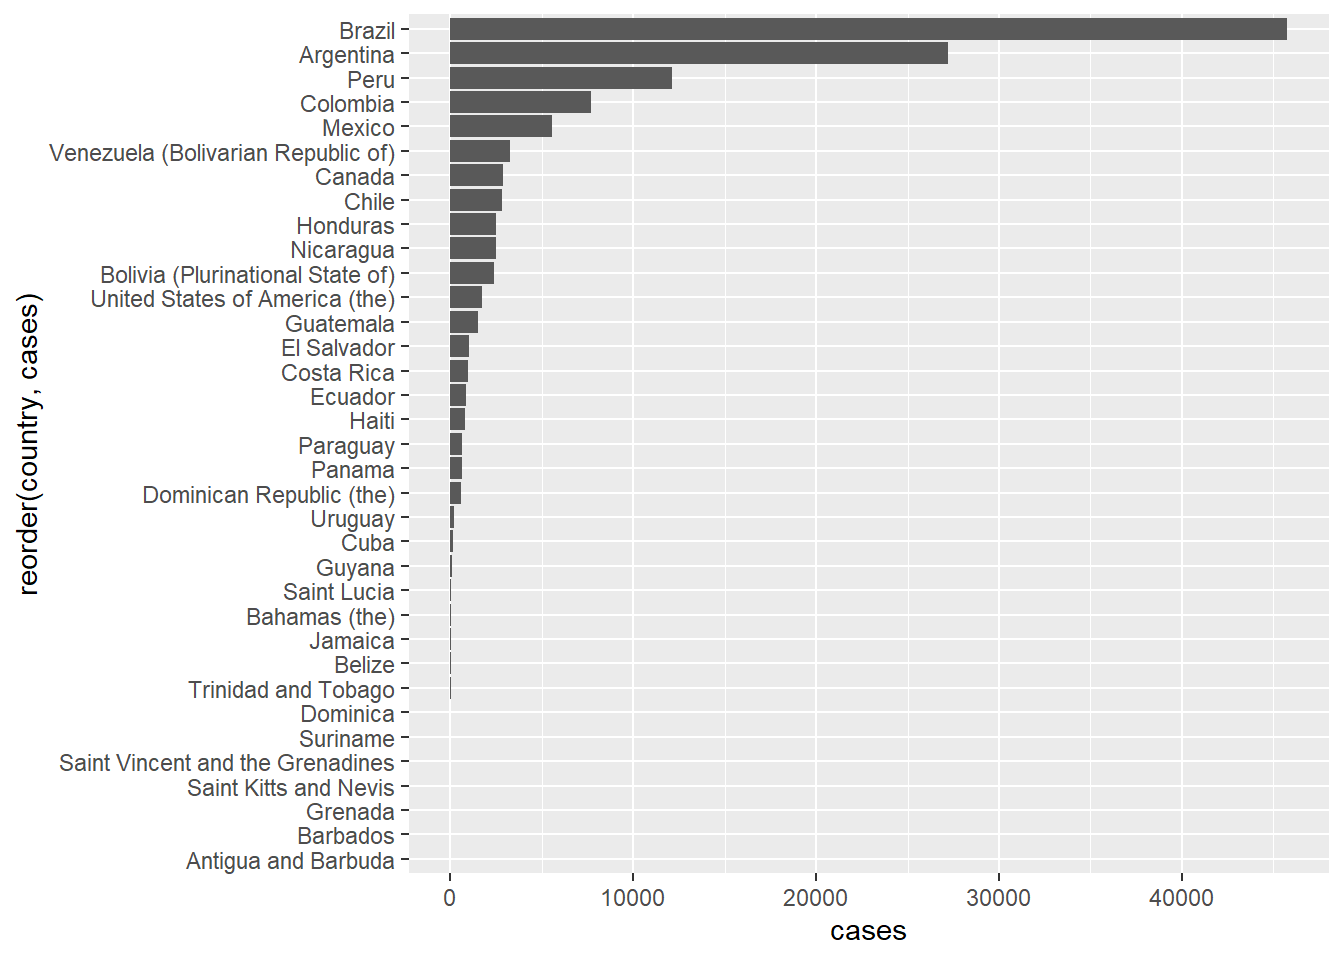 Brazil
Argentina
Peru
Colombia
Mexico
Venezuela (Bolivarian Republic of)
Canada
Chile
Honduras
Nicaragua
Bolivia (Plurinational State of)
United States of America (the)
Guatemala
El Salvador
Costa Rica
Ecuador
Haiti
Paraguay
Panama
Dominican Republic (the)
Uruguay
Cuba
Guyana
Saint Lucia
Bahamas (the)
Jamaica
Belize
Trinidad and Tobago
Dominica
Suriname
Saint Vincent and the Grenadines
Saint Kitts and Nevis
Grenada
Barbados
Antigua and Barbuda
reorder(country, cases)
0 10000 20000 30000 40000
cases